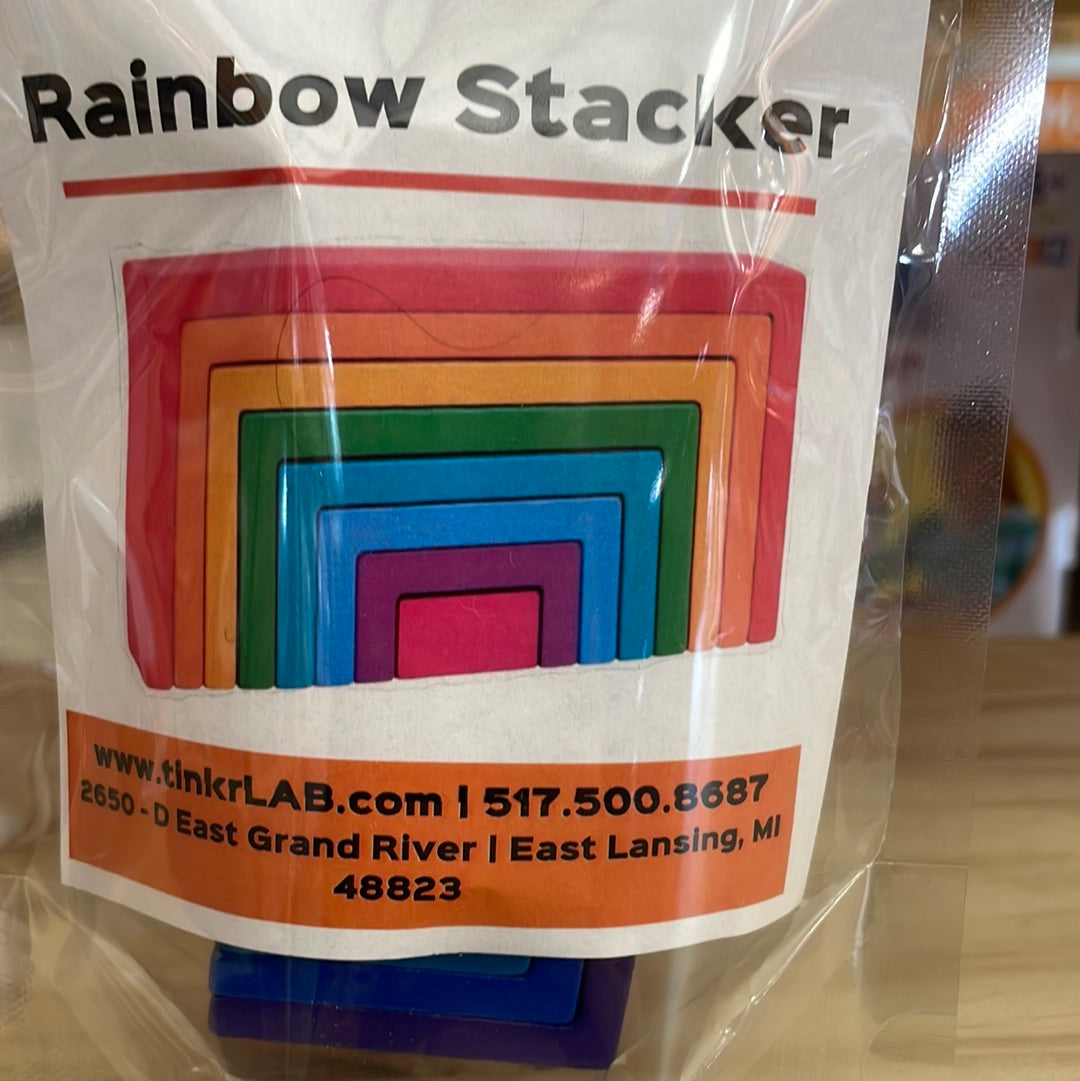 Rainbow Stacker
www.tinkrLAB.com | 517.500.8687
2650 - D East Grand River | East Lansing, MI
48823